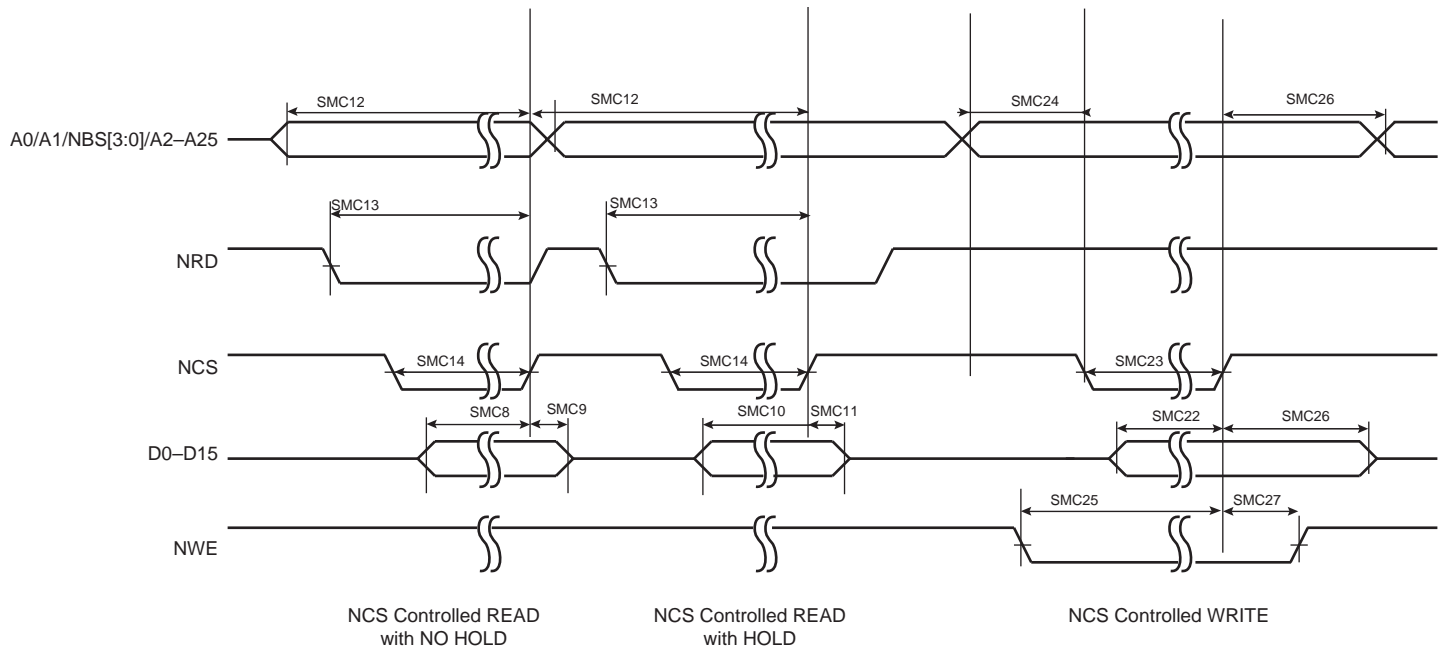 SMC12
SMC12
SMC24
SMC26
A0/A1/NBS[3:0]/A2–A25
SMC13
SMC13
NRD
SMC14
SMC14
SMC23
NCS
SMC8
SMC9
SMC10
SMC11
SMC22
SMC26
D0–D15
SMC25
SMC27
NWE
NCS Controlled READ
with NO HOLD
NCS Controlled READ
with HOLD
NCS Controlled WRITE